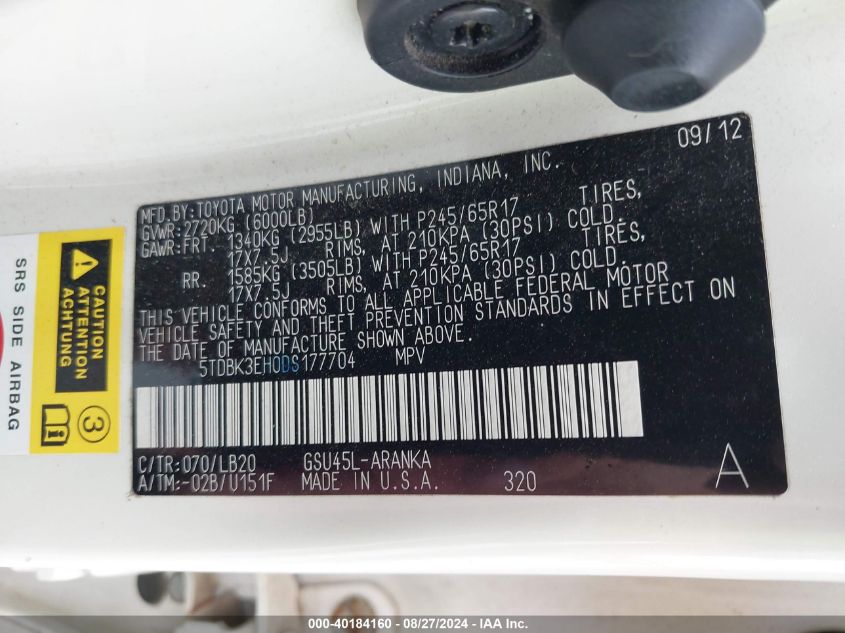 09/12
MFD.BY:TOYOTA MOTOR MANUFACTURING, INDIANA, INC.
GVWR:2720KG (6000LB)
GAWR:FRT. 1340KG (2955LB) WITH P245/65R17 TIRES,
17X7.5J RIMS, AT 210KPA (30PSI) COLD.
RR. 1585KG (3505LB) WITH P245/65R17 TIRES,
17X7.5J RIMS, AT 210KPA (30PSI) COLD.
THIS VEHICLE CONFORMS TO ALL APPLICABLE FEDERAL MOTOR
VEHICLE SAFETY AND THEFT PREVENTION STANDARDS IN EFFECT ON
THE DATE OF MANUFACTURE SHOWN ABOVE.
5TDBK3EH0DS177704 MPV
C/TR:070/LB20 GSU45L-ARANKA
A/TM:-02B/U151F MADE IN U.S.A. 320
A
CAUTION
ATTENTION
ACHTUNG
3
SRS SIDE AIRBAG
000-40184160 - 08/27/2024 - IAA Inc.